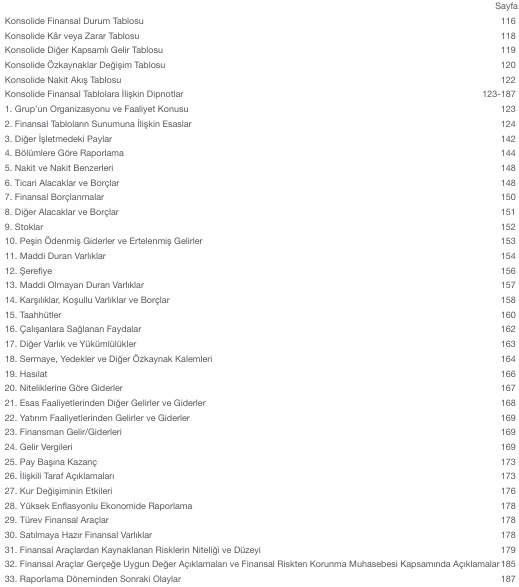 Sayfa
Konsolide Finansal Durum Tablosu 116
Konsolide Kâr veya Zarar Tablosu 118
Konsolide Diğer Kapsamlı Gelir Tablosu 119
Konsolide Özkaynaklar Değişim Tablosu 120
Konsolide Nakit Akış Tablosu 122
Konsolide Finansal Tablolara İlişkin Dipnotlar 123-187
1. Grup'un Organizasyonu ve Faaliyet Konusu 123
2. Finansal Tabloların Sunumuna İlişkin Esaslar 124
3. Diğer İşletmedeki Paylar 142
4. Bölümlere Göre Raporlama 144
5. Nakit ve Nakit Benzerleri 148
6. Ticari Alacaklar ve Borçlar 148
7. Finansal Borçlanmalar 150
8. Diğer Alacaklar ve Borçlar 151
9. Stoklar 152
10. Peşin Ödenmiş Giderler ve Ertelenmiş Gelirler 153
11. Maddi Duran Varlıklar 154
12. Şerefiye 156
13. Maddi Olmayan Duran Varlıklar 157
14. Karşılıklar, Koşullu Varlıklar ve Borçlar 158
15. Taahhütler 160
16. Çalışanlara Sağlanan Faydalar 162
17. Diğer Varlık ve Yükümlülükler 163
18. Sermaye, Yedekler ve Diğer Özkaynak Kalemleri 164
19. Hasılat 166
20. Niteliklerine Göre Giderler 167
21. Esas Faaliyetlerinden Diğer Gelirler ve Giderler 168
22. Yatırım Faaliyetlerinden Gelirler ve Giderler 169
23. Finansman Gelir/Giderleri 169
24. Gelir Vergileri 169
25. Pay Başına Kazanç 173
26. İlişkili Taraf Açıklamaları 173
27. Kur Değişiminin Etkileri 176
28. Yüksek Enflasyonlu Ekonomide Raporlama 178
29. Türev Finansal Araçlar 178
30. Satılmaya Hazır Finansal Varlıklar 178
31. Finansal Araçlardan Kaynaklanan Risklerin Niteliği ve Düzeyi 179
32. Finansal Araçlar Gerçeğe Uygun Değer Açıklamaları ve Finansal Riskten Korunma Muhasebesi Kapsamında Açıklamalar 185
33. Raporlama Döneminden Sonraki Olaylar 187